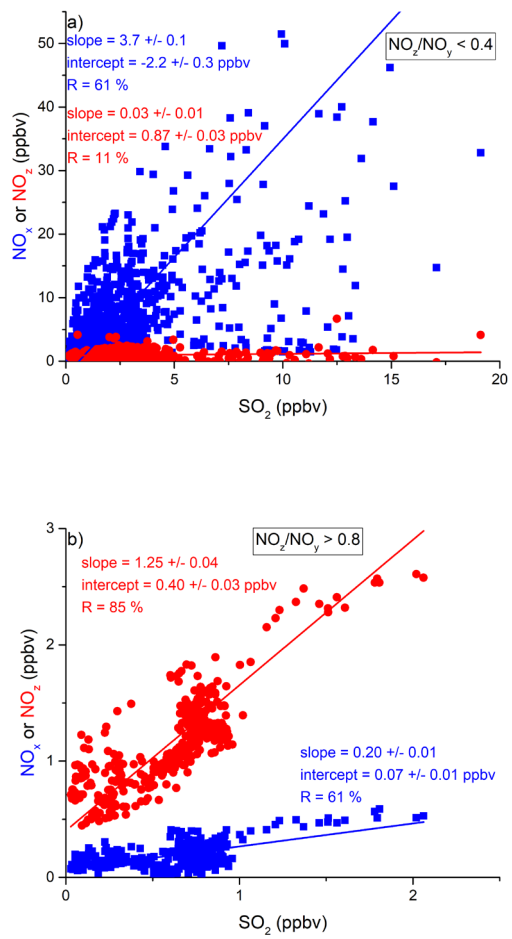 a)
slope = 3.7 +/- 0.1
intercept = -2.2 +/- 0.3 ppbv
R = 61 %
slope = 0.03 +/- 0.01
intercept = 0.87 +/- 0.03 ppbv
R = 11 %
NOz/NOy < 0.4
NOx or NOz (ppbv)
50
40
30
20
10
0
0 5 10 15 20
SO2 (ppbv)
b)
NOz/NOy > 0.8
slope = 1.25 +/- 0.04
intercept = 0.40 +/- 0.03 ppbv
R = 85 %
slope = 0.20 +/- 0.01
intercept = 0.07 +/- 0.01 ppbv
R = 61 %
NOx or NOz (ppbv)
3
2
1
0
0 1 2
SO2 (ppbv)